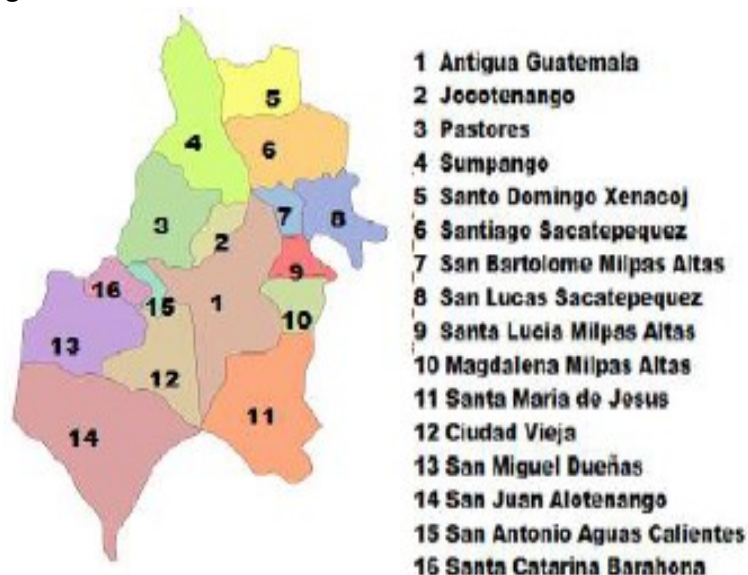 5
4
6
3
7
8
2
9
16
15
1
10
13
12
11
14
1 Antigua Guatemala
2 Jocotenango
3 Pastores
4 Sumpango
5 Santo Domingo Xenacoj
6 Santiago Sacatepequez
7 San Bartolome Milpas Altas
8 San Lucas Sacatepequez
9 Santa Lucia Milpas Altas
10 Magdalena Milpas Altas
11 Santa Maria de Jesus
12 Ciudad Vieja
13 San Miguel Dueñas
14 San Juan Alotenango
15 San Antonio Aguas Calientes
16 Santa Catarina Barahona